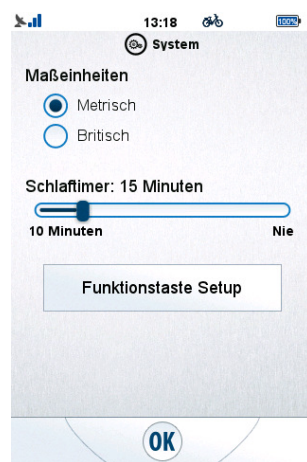 13:18
100%
System
Maßeinheiten
Metrisch
Britisch
Schlaftimer: 15 Minuten
10 Minuten Nie
Funktionstaste Setup
OK